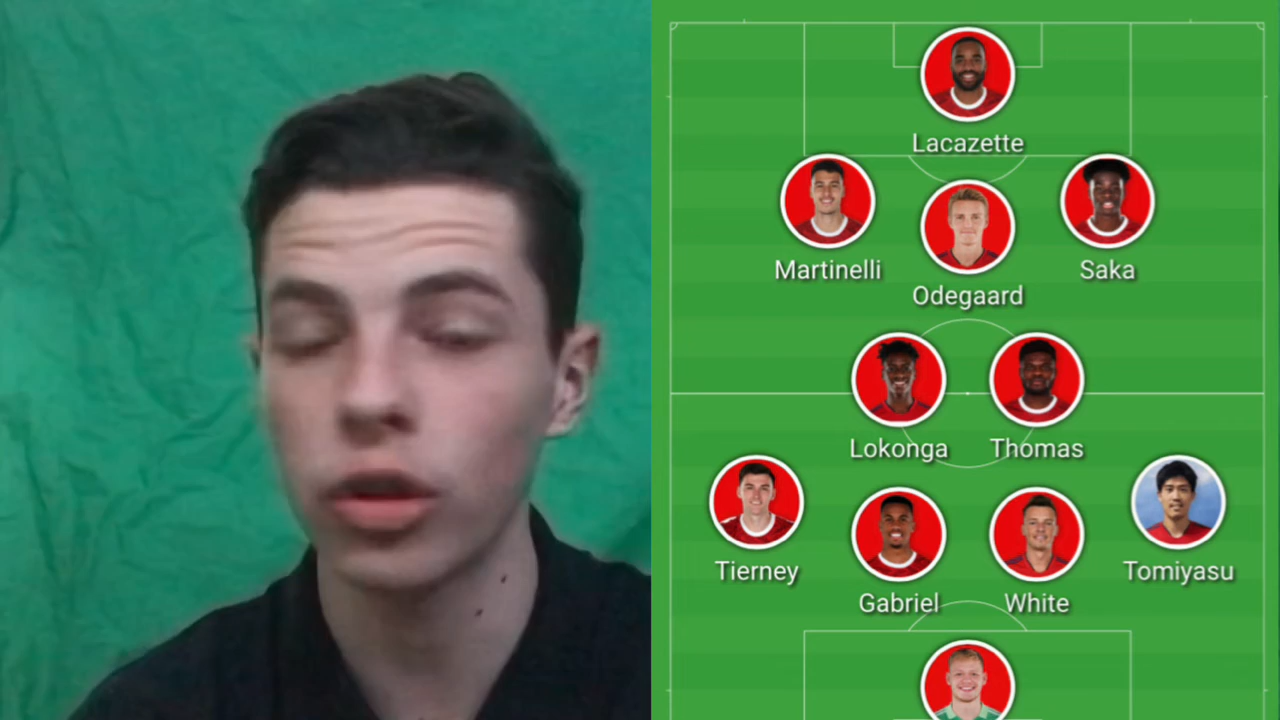 Lacazette
Martinelli
Saka
Odegaard
Lokonga
Thomas
Tierney
Tomiyasu
Gabriel
White